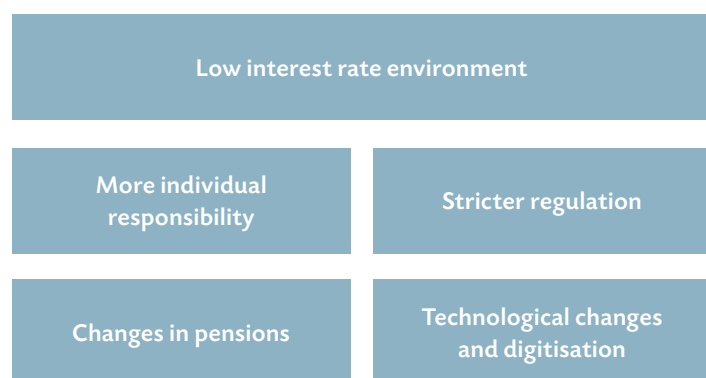 Low interest rate environment
More individual
responsibility
Stricter regulation
Changes in pensions
Technological changes
and digitisation